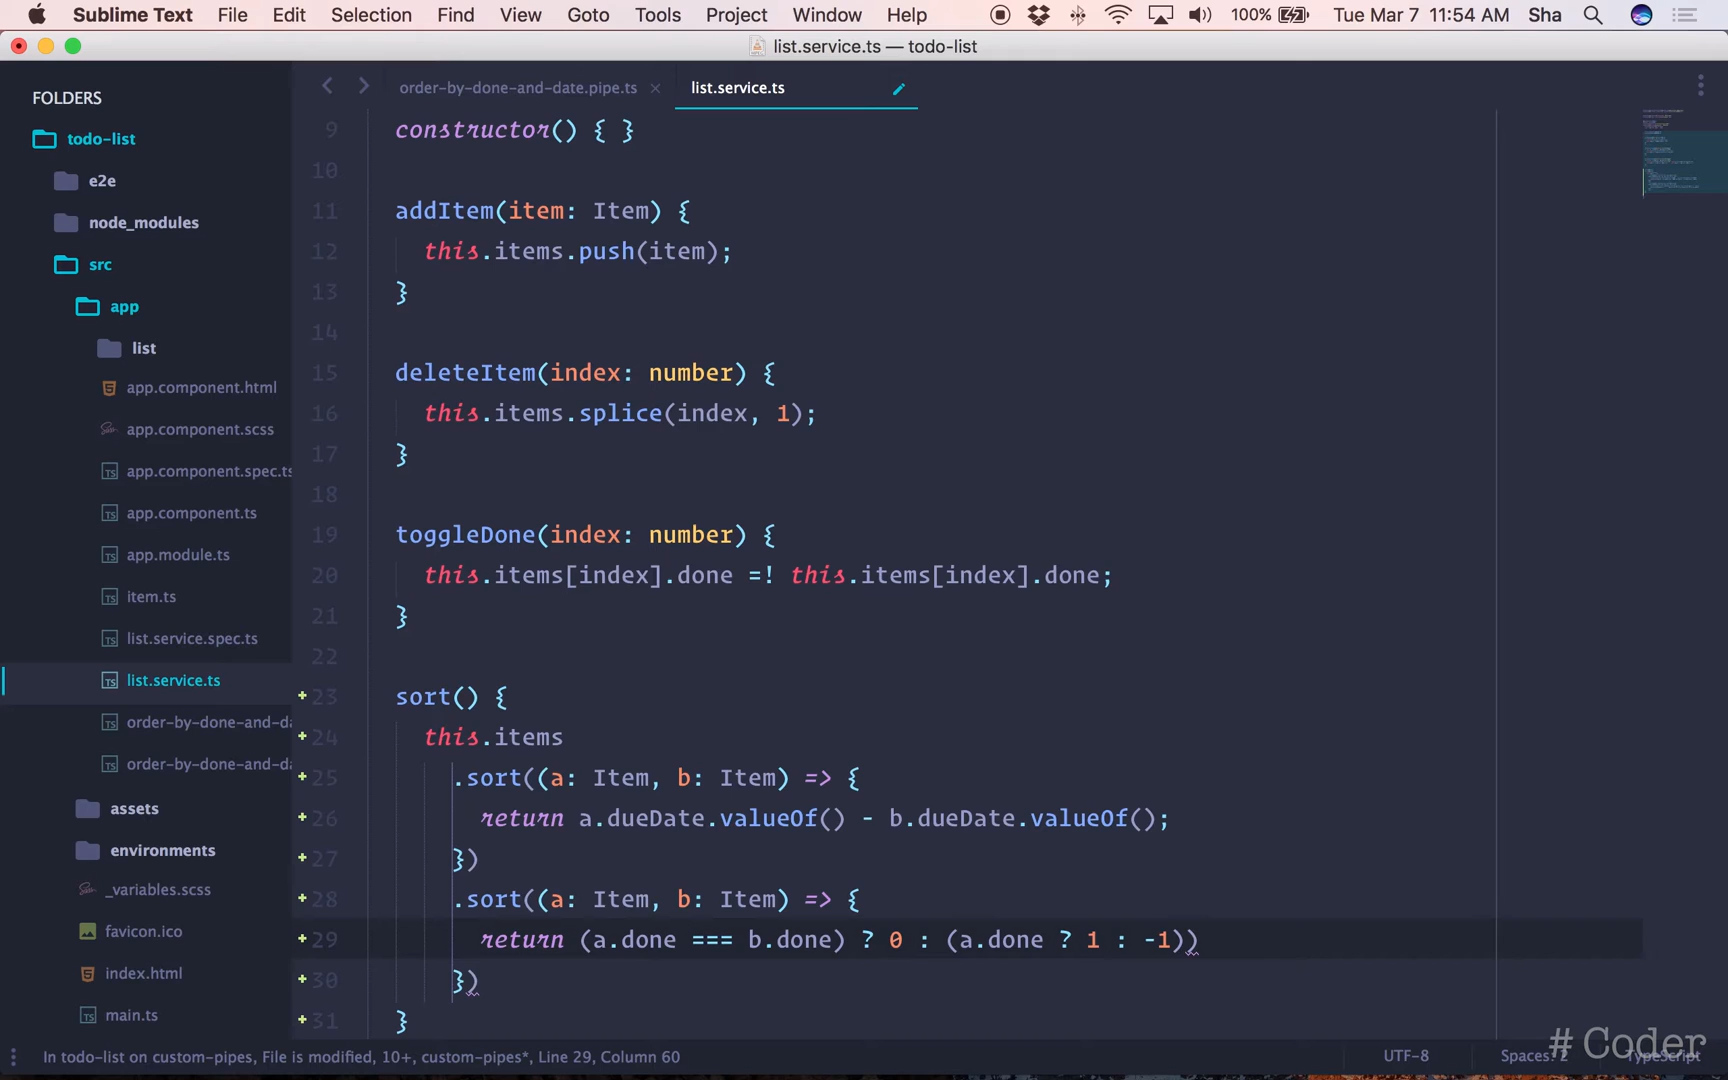 Sublime Text File Edit Selection Find View Goto Tools Project Window Help 100% Tue Mar 7 11:54 AM Sha
list.service.ts — todo-list
FOLDERS
todo-list
e2e
node_modules
src
app
list
app.component.html
app.component.scss
app.component.spec.ts
app.component.ts
app.module.ts
item.ts
list.service.spec.ts
list.service.ts
order-by-done-and-da
order-by-done-and-da
assets
environments
_variables.scss
favicon.ico
index.html
main.ts
order-by-done-and-date.pipe.ts list.service.ts
9 constructor() { }
10
11 addItem(item: Item) {
12 this.items.push(item);
13 }
14
15 deleteItem(index: number) {
16 this.items.splice(index, 1);
17 }
18
19 toggleDone(index: number) {
20 this.items[index].done =! this.items[index].done;
21 }
22
23 sort() {
24 this.items
25 .sort((a: Item, b: Item) => {
26 return a.dueDate.valueOf() - b.dueDate.valueOf();
27 })
28 .sort((a: Item, b: Item) => {
29 return (a.done === b.done) ? 0 : (a.done ? 1 : -1))
30 })
31 }
# Coder
In todo-list on custom-pipes, File is modified, 10+, custom-pipes*, Line 29, Column 60 UTF-8 Spaces: 2 TypeScript